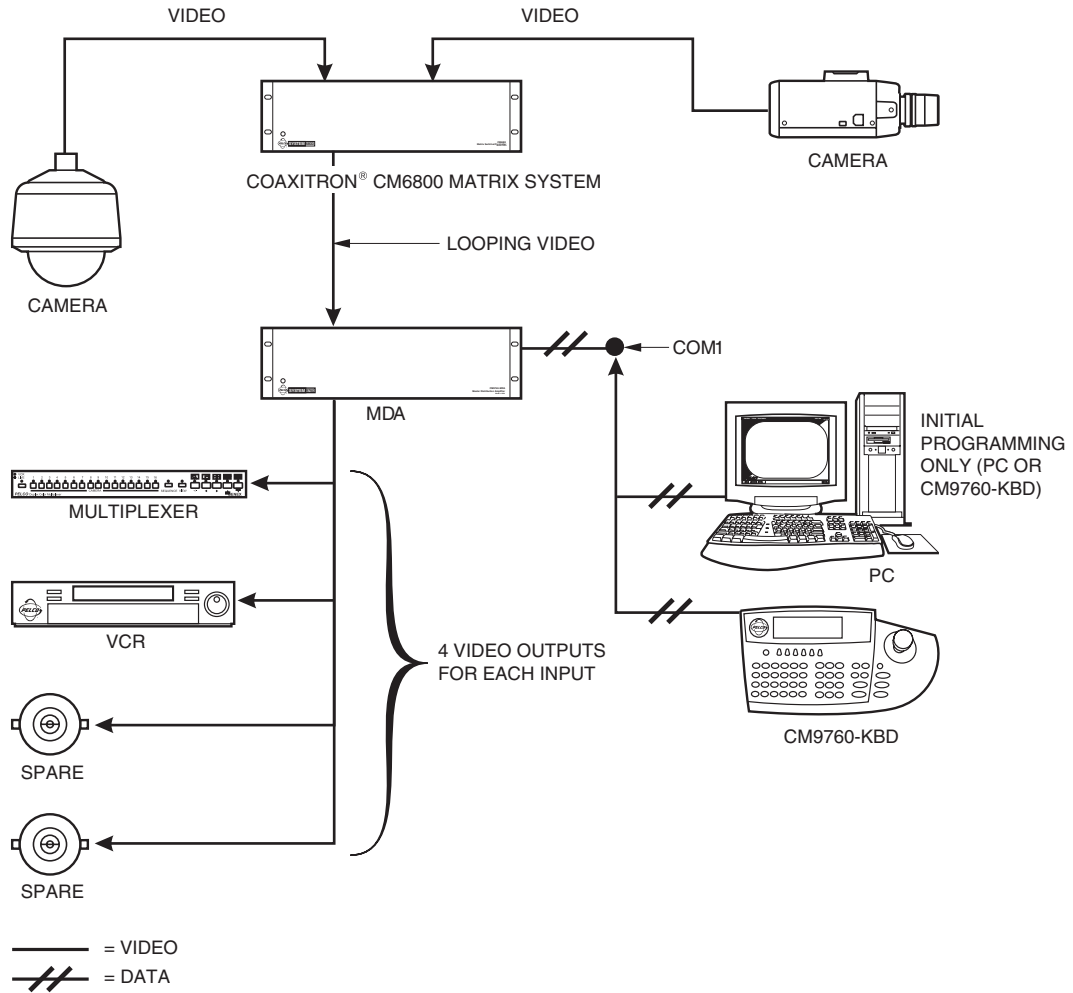 VIDEO
VIDEO
CAMERA
COAXITRON® CM6800 MATRIX SYSTEM
LOOPING VIDEO
CAMERA
COM1
MDA
INITIAL
PROGRAMMING
ONLY (PC OR
CM9760-KBD)
MULTIPLEXER
PC
PELCO
VCR
4 VIDEO OUTPUTS
FOR EACH INPUT
CM9760-KBD
SPARE
SPARE
= VIDEO
= DATA